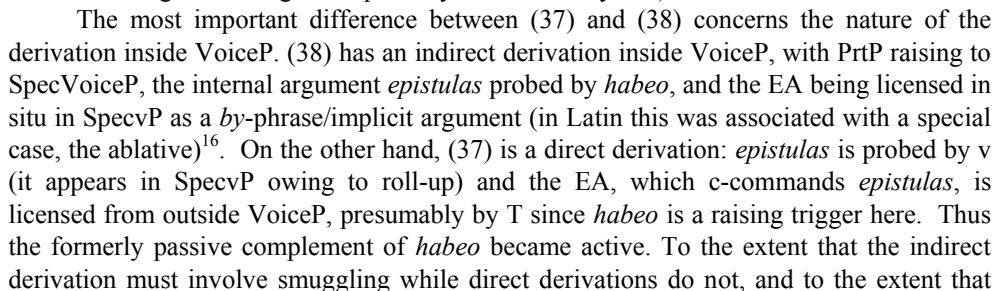 The most important difference between (37) and (38) concerns the nature of the
derivation inside VoiceP. (38) has an indirect derivation inside VoiceP, with PrtP raising to
SpecVoiceP, the internal argument epistulas probed by habeo, and the EA being licensed in
situ in SpecvP as a by-phrase/implicit argument (in Latin this was associated with a special
case, the ablative)16. On the other hand, (37) is a direct derivation: epistulas is probed by v
(it appears in SpecvP owing to roll-up) and the EA, which c-commands epistulas, is
licensed from outside VoiceP, presumably by T since habeo is a raising trigger here. Thus
the formerly passive complement of habeo became active. To the extent that the indirect
derivation must involve smuggling while direct derivations do not, and to the extent that